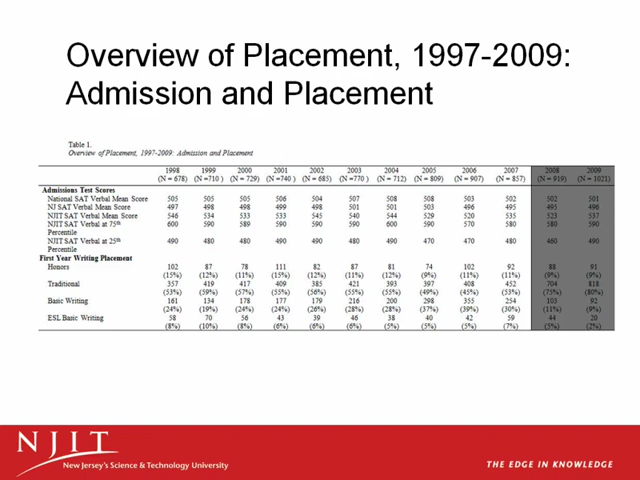 Overview of Placement, 1997-2009:
Admission and Placement
Table 1.
Overview of Placement, 1997-2009: Admission and Placement
1998 1999 2000 2001 2002 2003 2004 2005 2006 2007 2008 2009
(N = 678) (N =710 ) (N = 729) (N =740 ) (N = 685) (N =770 ) (N = 712) (N = 809) (N = 907) (N = 857) (N = 919) (N = 1021)
Admissions Test Scores
National SAT Verbal Mean Score 505 505 505 506 504 507 508 508 503 502 502 501
NJ SAT Verbal Mean Score 497 498 498 499 498 501 501 503 496 495 495 496
NJIT SAT Verbal Mean Score 546 534 533 533 545 540 544 529 520 535 523 537
NJIT SAT Verbal at 75th 600 590 589 590 590 590 590 600 570 580 580 590
Percentile
NJIT SAT Verbal at 25th 490 480 480 490 490 480 490 470 470 480 460 490
Percentile
First Year Writing Placement
Honors 102 87 78 111 82 87 81 74 102 92 88 91
(15%) (12%) (11%) (15%) (12%) (11%) (12%) (9%) (11%) (11%) (9%) (9%)
Traditional 357 419 417 409 385 421 393 397 408 452 704 818
(53%) (59%) (57%) (55%) (56%) (55%) (55%) (49%) (45%) (53%) (75%) (80%)
Basic Writing 161 134 178 177 179 216 200 298 355 254 103 92
(24%) (19%) (24%) (24%) (26%) (28%) (28%) (37%) (39%) (30%) (11%) (9%)
ESL Basic Writing 58 70 56 43 39 46 38 40 42 59 44 20
(8%) (10%) (8%) (6%) (6%) (6%) (5%) (5%) (5%) (7%) (5%) (2%)
NJIT
New Jersey's Science & Technology University
THE EDGE IN KNOWLEDGE